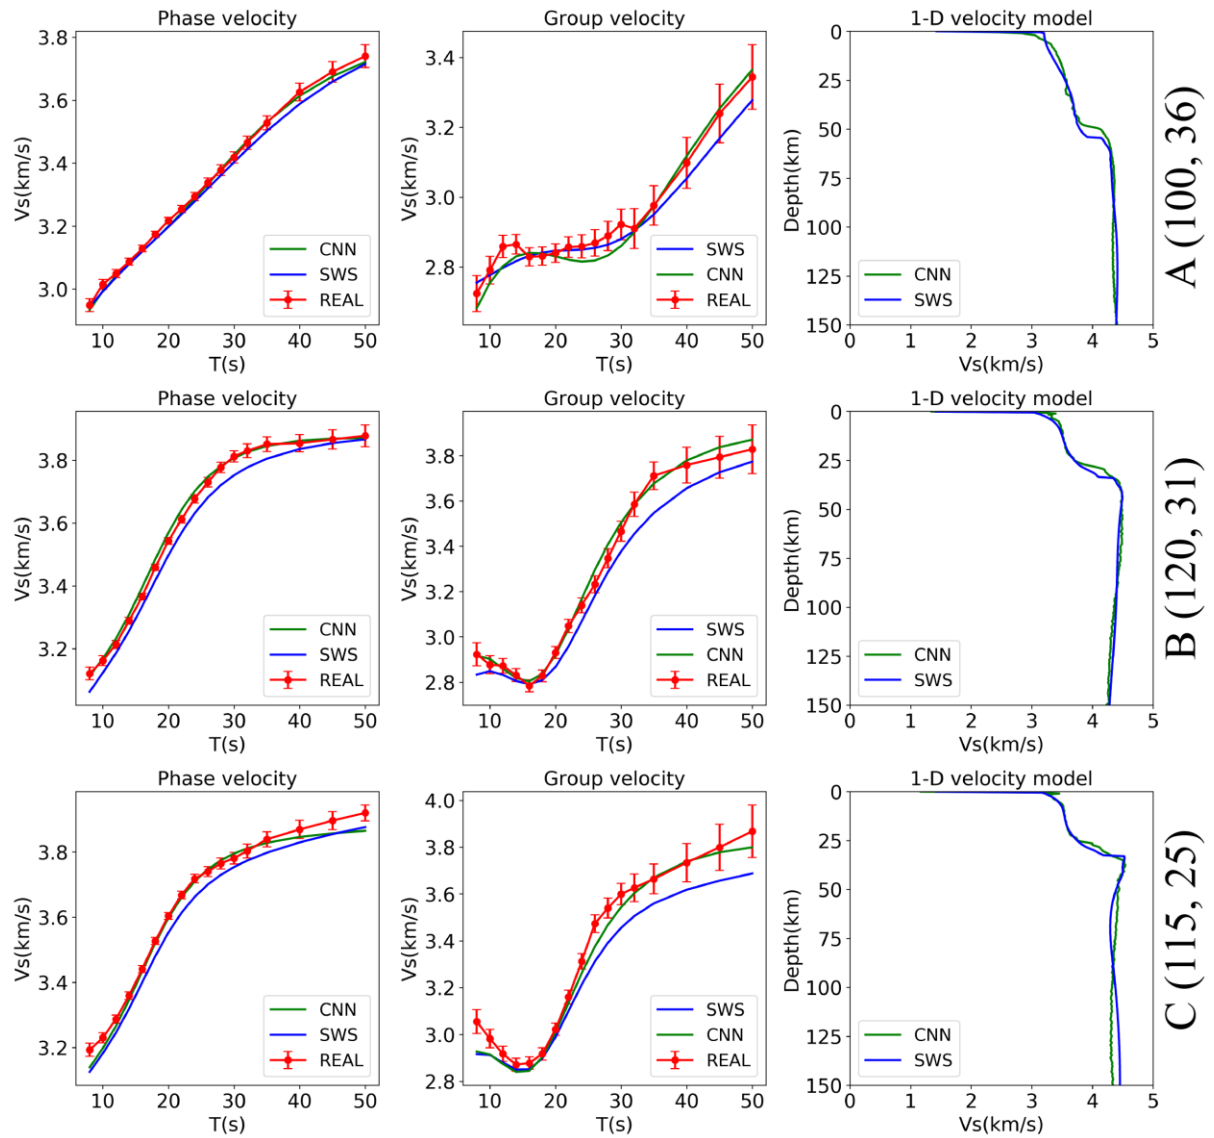 Phase velocity
3.8
3.6
3.4
3.2
3.0
Vs(km/s)
CNN
SWS
REAL
10 20 30 40 50
T(s)
Group velocity
3.4
3.2
3.0
2.8
Vs(km/s)
SWS
CNN
REAL
10 20 30 40 50
T(s)
1-D velocity model
0
25
50
75
100
125
150
Depth(km)
CNN
SWS
0 1 2 3 4 5
Vs(km/s)
A (100, 36)
Phase velocity
3.8
3.6
3.4
3.2
Vs(km/s)
CNN
SWS
REAL
10 20 30 40 50
T(s)
Group velocity
3.8
3.6
3.4
3.2
3.0
2.8
Vs(km/s)
SWS
CNN
REAL
10 20 30 40 50
T(s)
1-D velocity model
0
25
50
75
100
125
150
Depth(km)
CNN
SWS
0 1 2 3 4 5
Vs(km/s)
B (120, 31)
Phase velocity
3.8
3.6
3.4
3.2
Vs(km/s)
CNN
SWS
REAL
10 20 30 40 50
T(s)
Group velocity
4.0
3.8
3.6
3.4
3.2
3.0
2.8
Vs(km/s)
SWS
CNN
REAL
10 20 30 40 50
T(s)
1-D velocity model
0
25
50
75
100
125
150
Depth(km)
CNN
SWS
0 1 2 3 4 5
Vs(km/s)
C (115, 25)